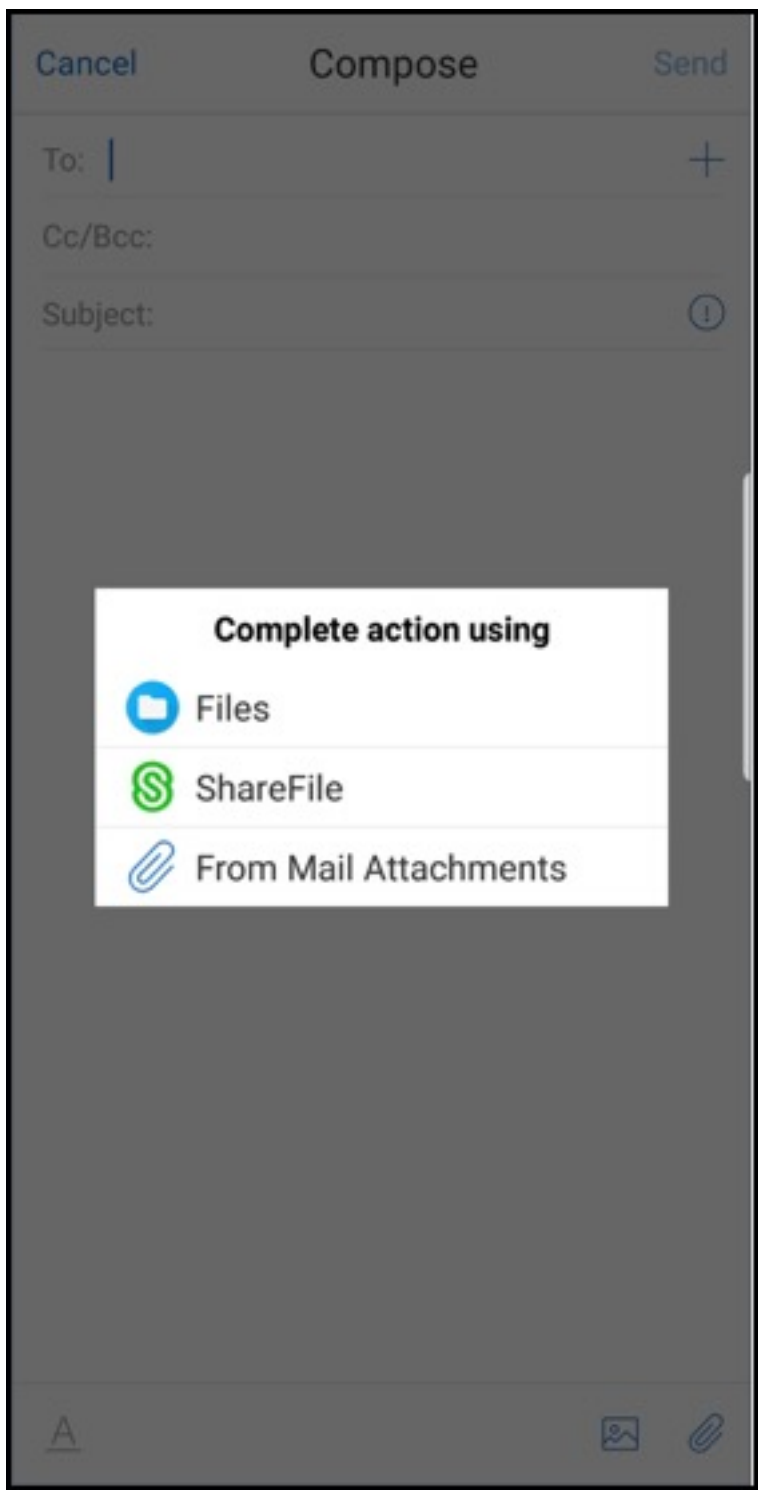 Cancel Compose Send
To:
Cc/Bcc:
Subject:
Complete action using
Files
ShareFile
From Mail Attachments
A